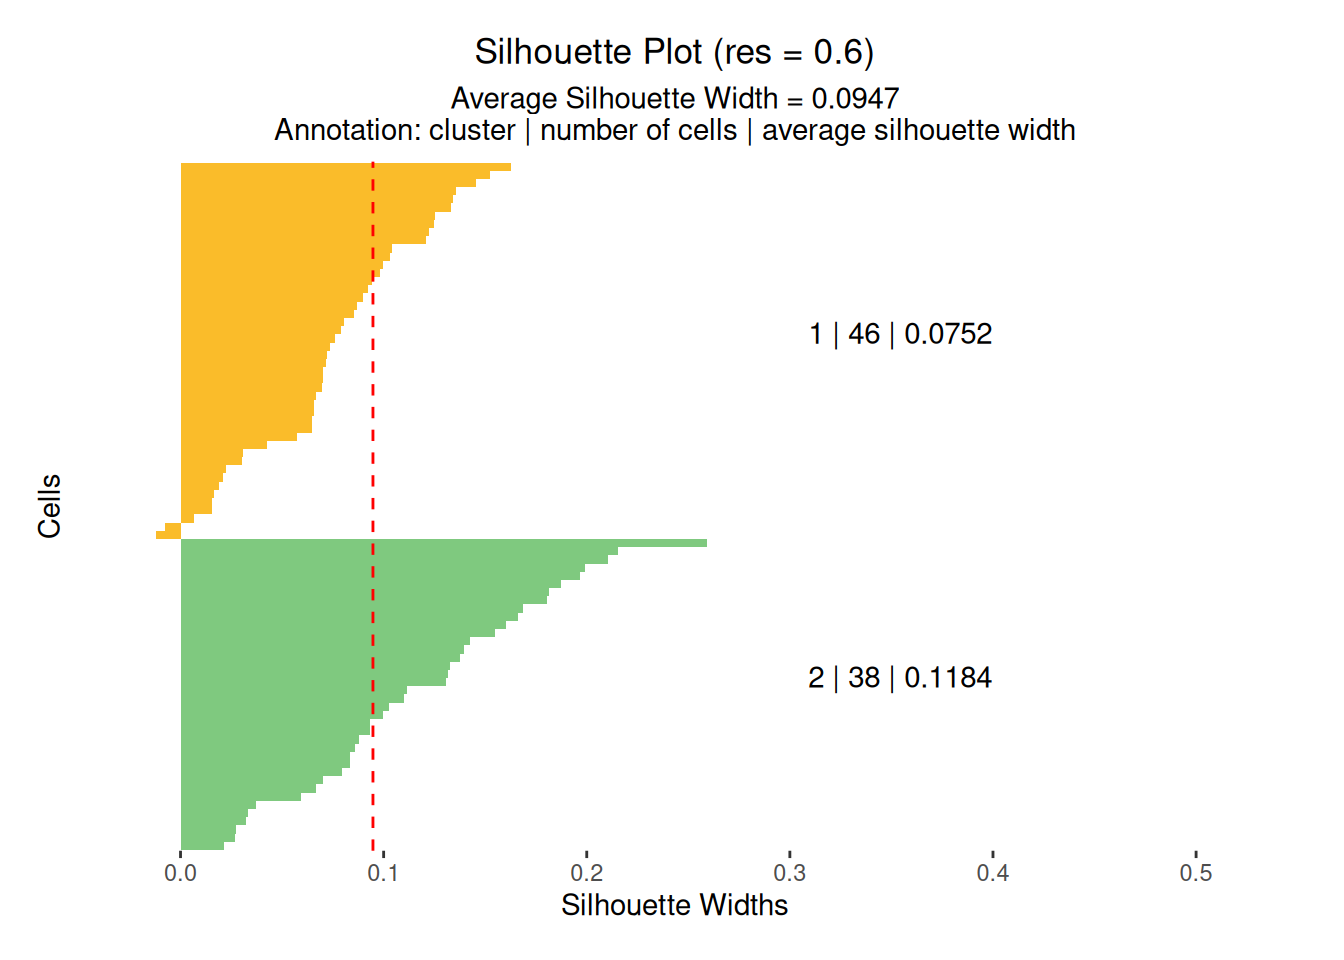 Silhouette Plot (res = 0.6)
Average Silhouette Width = 0.0947
Annotation: cluster | number of cells | average silhouette width
1 | 46 | 0.0752
Cells
2 | 38 | 0.1184
0.0 0.1 0.2 0.3 0.4 0.5
Silhouette Widths